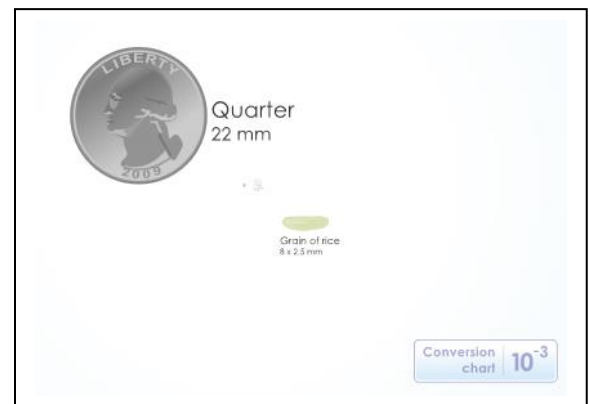 LIBERTY
2009
Quarter
22 mm
Grain of rice
8 x 2.5 mm
Conversion
chart
10⁻³